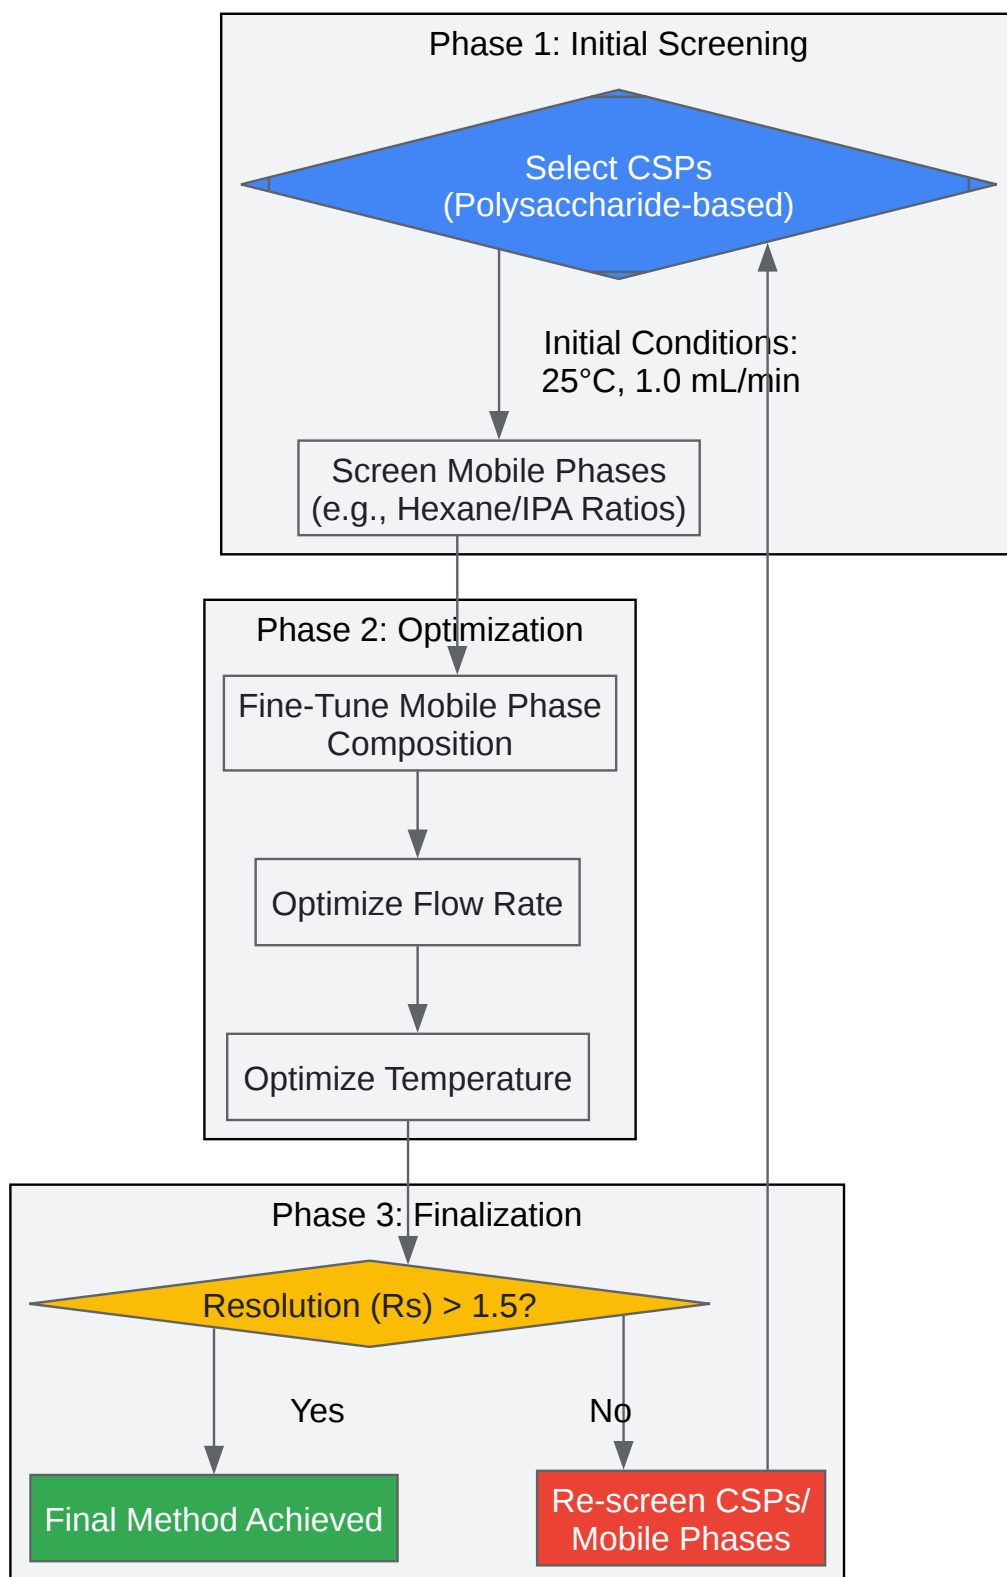 Phase 1: Initial Screening
Select CSPs
(Polysaccharide-based)
Initial Conditions:
25°C, 1.0 mL/min
Screen Mobile Phases
(e.g., Hexane/IPA Ratios)
Phase 2: Optimization
Fine-Tune Mobile Phase
Composition
Optimize Flow Rate
Optimize Temperature
Phase 3: Finalization
Resolution (Rs) > 1.5?
Yes
No
Final Method Achieved
Re-screen CSPs/
Mobile Phases